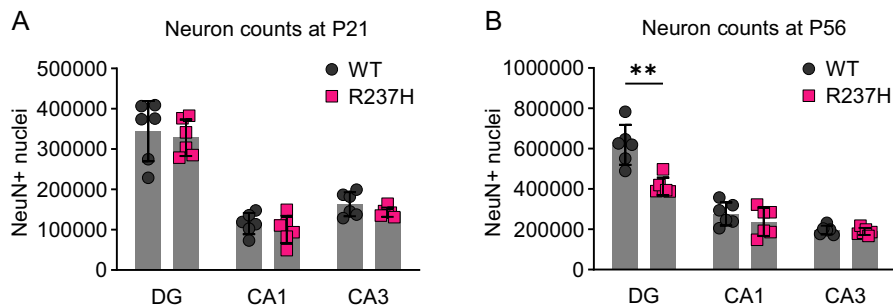 A
Neuron counts at P21
NeuN+ nuclei
500000
400000
300000
200000
100000
0
WT
R237H
DG
CA1
CA3
B
Neuron counts at P56
NeuN+ nuclei
1000000
800000
600000
400000
200000
0
**
WT
R237H
DG
CA1
CA3